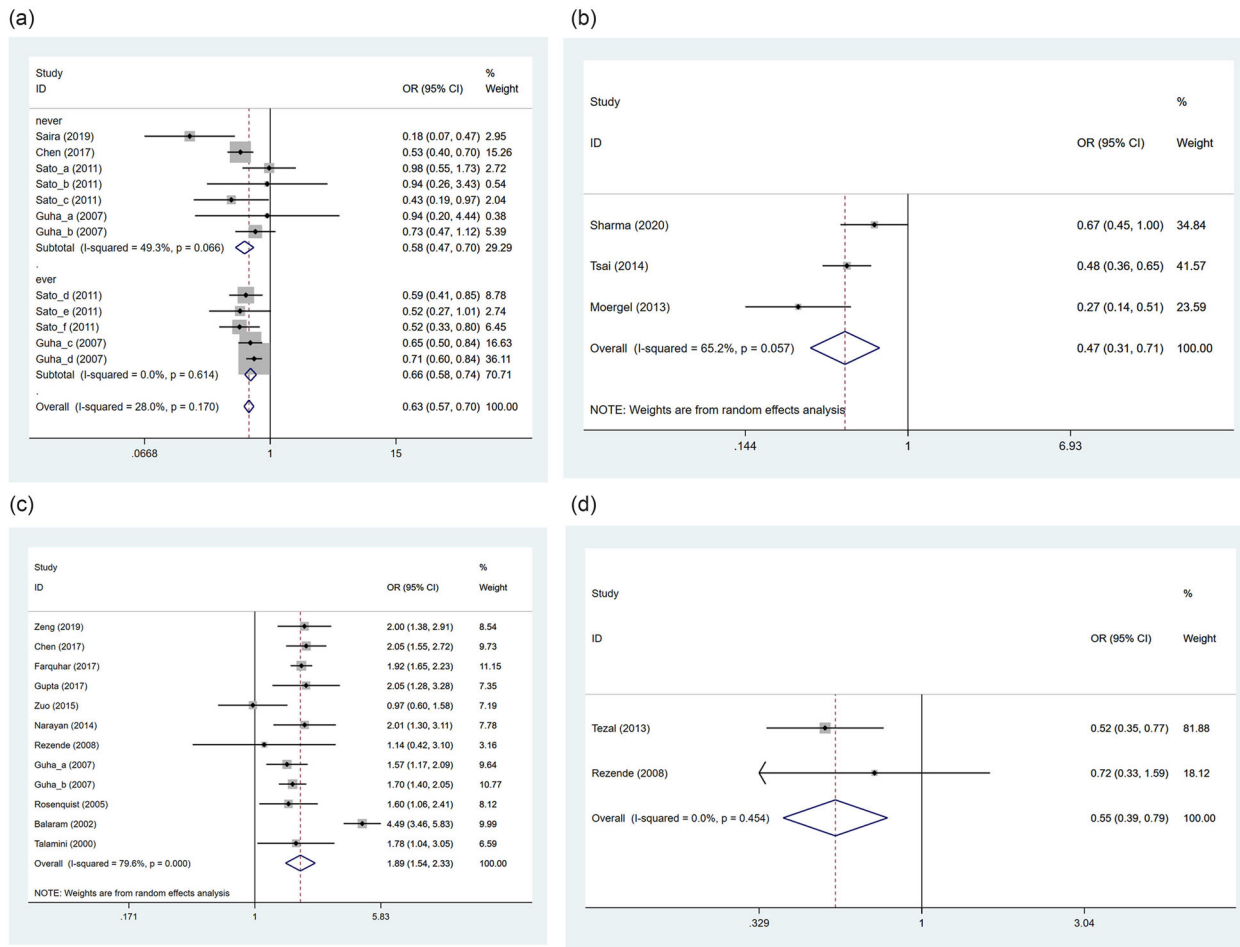 (a)
Study %
ID OR (95% CI) Weight
never
Saira (2019) 0.18 (0.07, 0.47) 2.95
Chen (2017) 0.53 (0.40, 0.70) 15.26
Sato_a (2011) 0.98 (0.55, 1.73) 2.72
Sato_b (2011) 0.94 (0.26, 3.43) 0.54
Sato_c (2011) 0.43 (0.19, 0.97) 2.04
Guha_a (2007) 0.94 (0.20, 4.44) 0.38
Guha_b (2007) 0.73 (0.47, 1.12) 5.39
Subtotal (I-squared = 49.3%, p = 0.066) 0.58 (0.47, 0.70) 29.29
.
ever
Sato_d (2011) 0.59 (0.41, 0.85) 8.78
Sato_e (2011) 0.52 (0.27, 1.01) 2.74
Sato_f (2011) 0.52 (0.33, 0.80) 6.45
Guha_c (2007) 0.65 (0.50, 0.84) 16.63
Guha_d (2007) 0.71 (0.60, 0.84) 36.11
Subtotal (I-squared = 0.0%, p = 0.614) 0.66 (0.58, 0.74) 70.71
.
Overall (I-squared = 28.0%, p = 0.170) 0.63 (0.57, 0.70) 100.00
.0668 1 15
(b)
Study %
ID OR (95% CI) Weight
Sharma (2020) 0.67 (0.45, 1.00) 34.84
Tsai (2014) 0.48 (0.36, 0.65) 41.57
Moergel (2013) 0.27 (0.14, 0.51) 23.59
Overall (I-squared = 65.2%, p = 0.057) 0.47 (0.31, 0.71) 100.00
NOTE: Weights are from random effects analysis
.144 1 6.93
(c)
Study %
ID OR (95% CI) Weight
Zeng (2019) 2.00 (1.38, 2.91) 8.54
Chen (2017) 2.05 (1.55, 2.72) 9.73
Farquhar (2017) 1.92 (1.65, 2.23) 11.15
Gupta (2017) 2.05 (1.28, 3.28) 7.35
Zuo (2015) 0.97 (0.60, 1.58) 7.19
Narayan (2014) 2.01 (1.30, 3.11) 7.78
Rezende (2008) 1.14 (0.42, 3.10) 3.16
Guha_a (2007) 1.57 (1.17, 2.09) 9.64
Guha_b (2007) 1.70 (1.40, 2.05) 10.77
Rosenquist (2005) 1.60 (1.06, 2.41) 8.12
Balaram (2002) 4.49 (3.46, 5.83) 9.99
Talamini (2000) 1.78 (1.04, 3.05) 6.59
Overall (I-squared = 79.6%, p = 0.000) 1.89 (1.54, 2.33) 100.00
NOTE: Weights are from random effects analysis
.171 1 5.83
(d)
Study %
ID OR (95% CI) Weight
Tezal (2013) 0.52 (0.35, 0.77) 81.88
Rezende (2008) 0.72 (0.33, 1.59) 18.12
Overall (I-squared = 0.0%, p = 0.454) 0.55 (0.39, 0.79) 100.00
.329 1 3.04